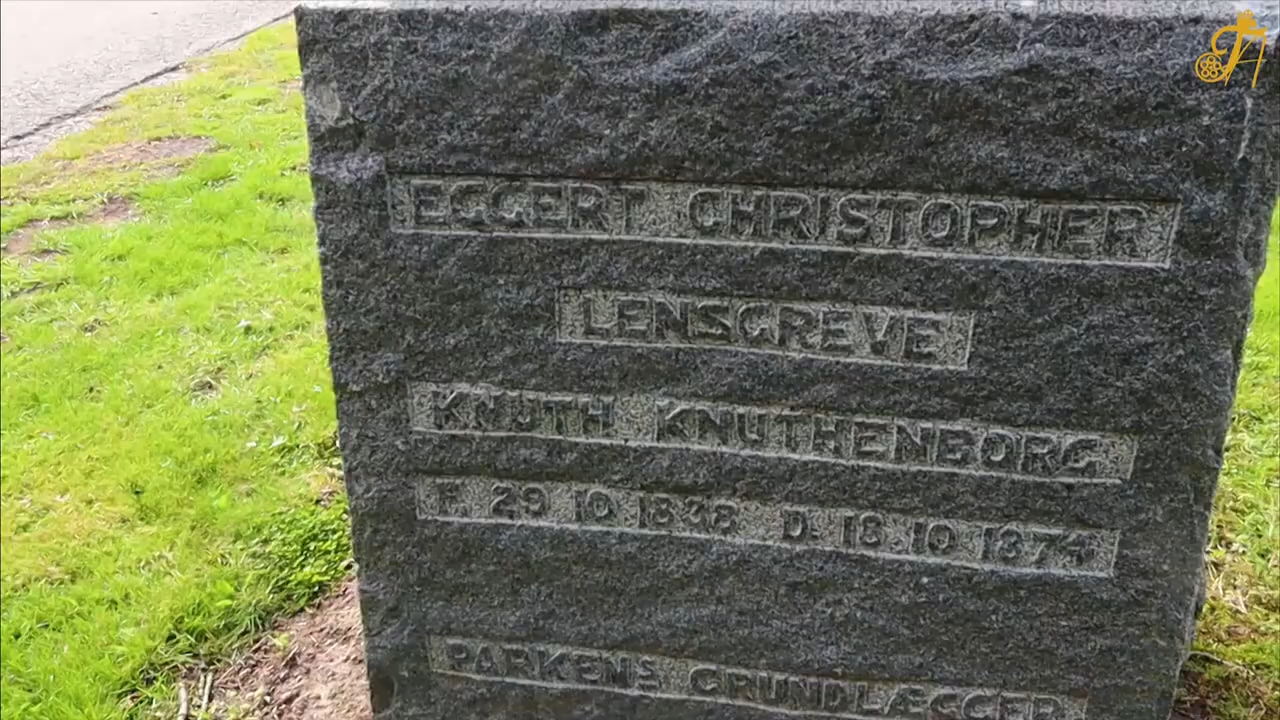 EGGERT CHRISTOPHER
LENSGREVE
KNUTH KNUTHENBORG
F. 29 10 1838 D. 18.10 1874
PARKENS GRUNDLÆGGER